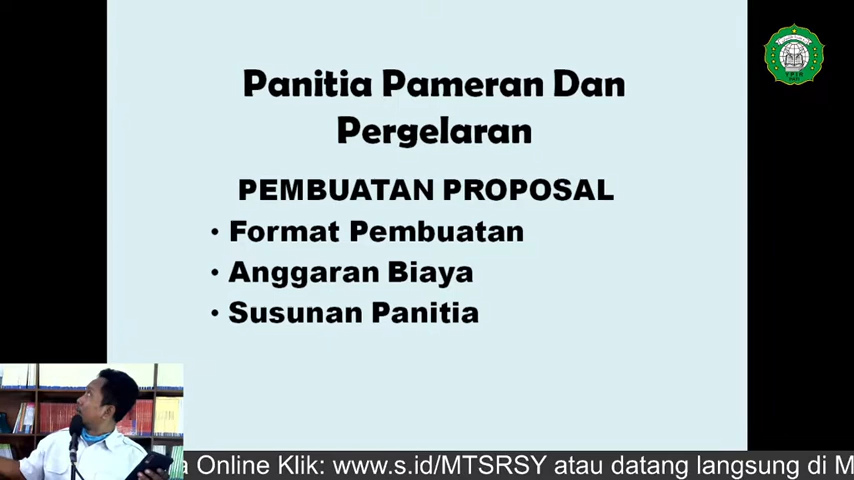 Panitia Pameran Dan
Pergelaran
PEMBUATAN PROPOSAL
• Format Pembuatan
• Anggaran Biaya
• Susunan Panitia
Online Klik: www.s.id/MTSRSY atau datang langsung di M